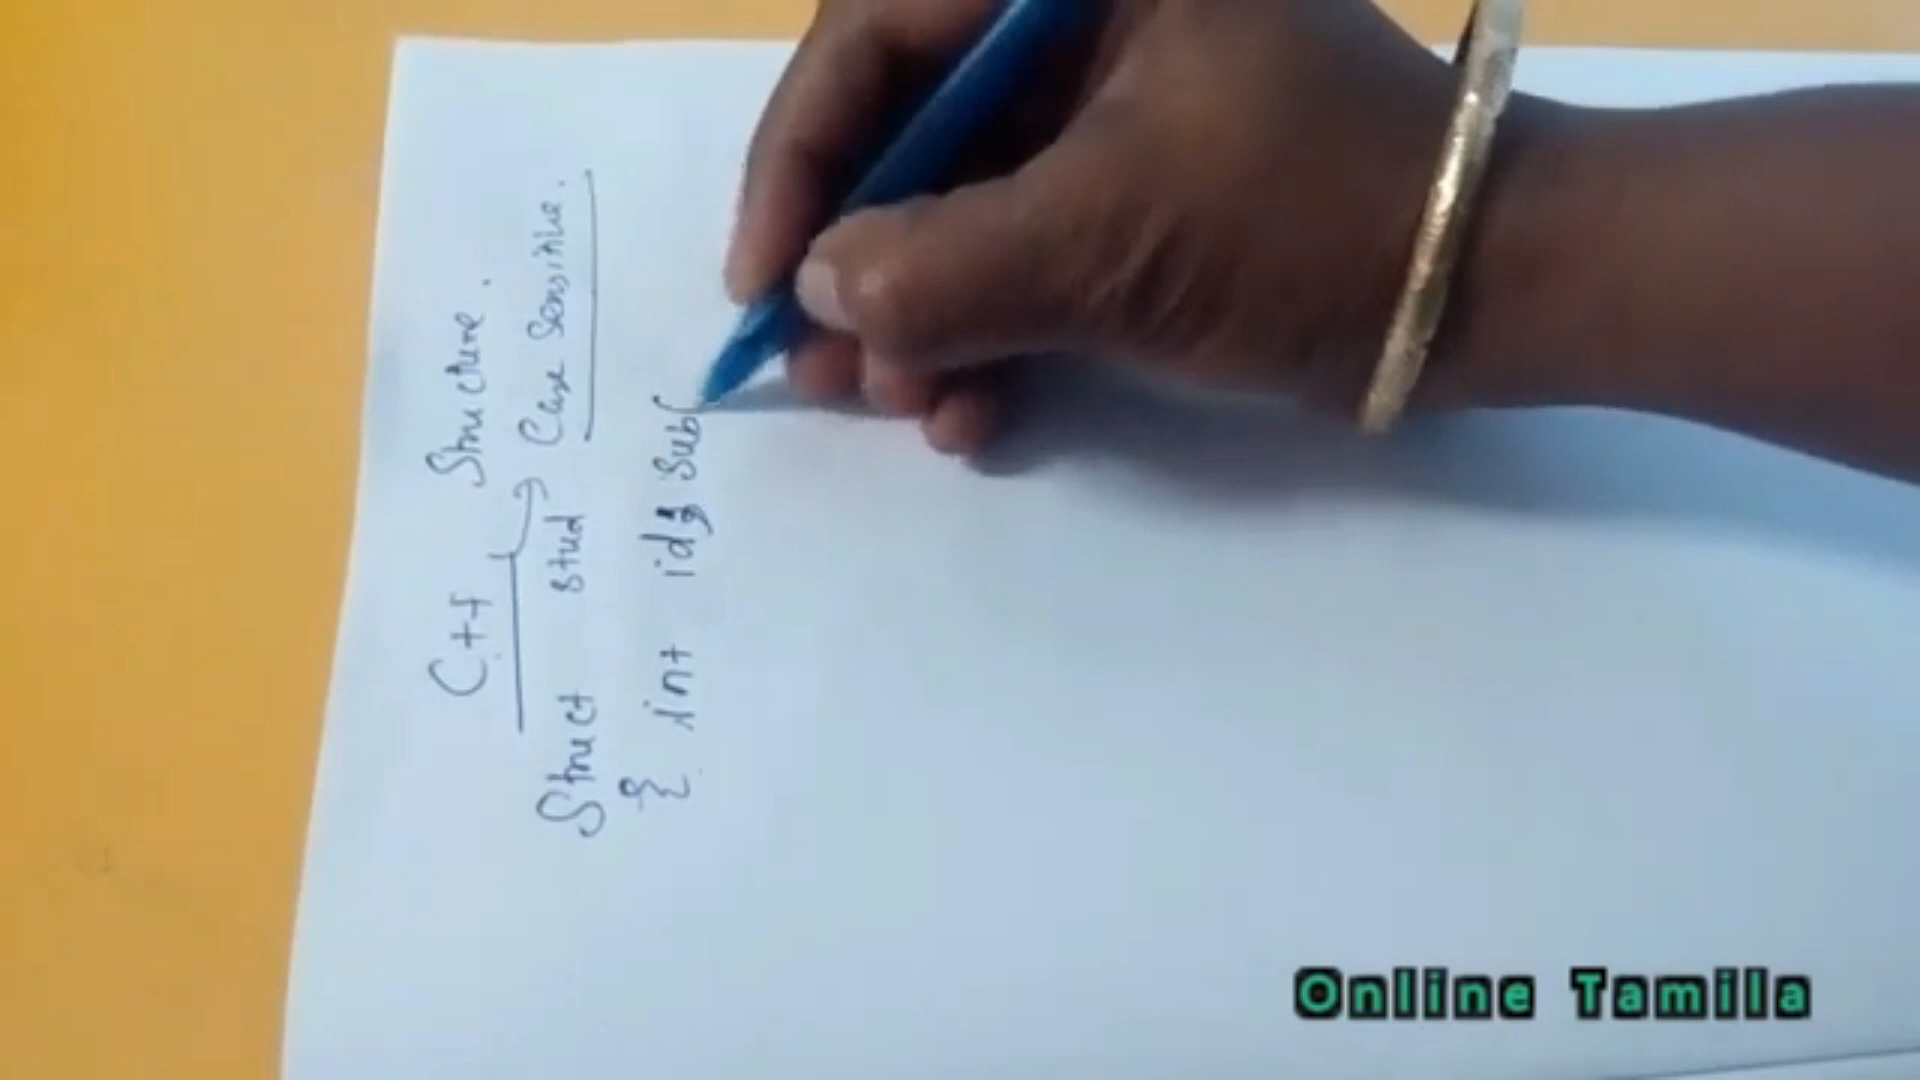 C++ Structure.
→ Case Sensitive.
Struct stud
{ int id, Sub
Online Tamila